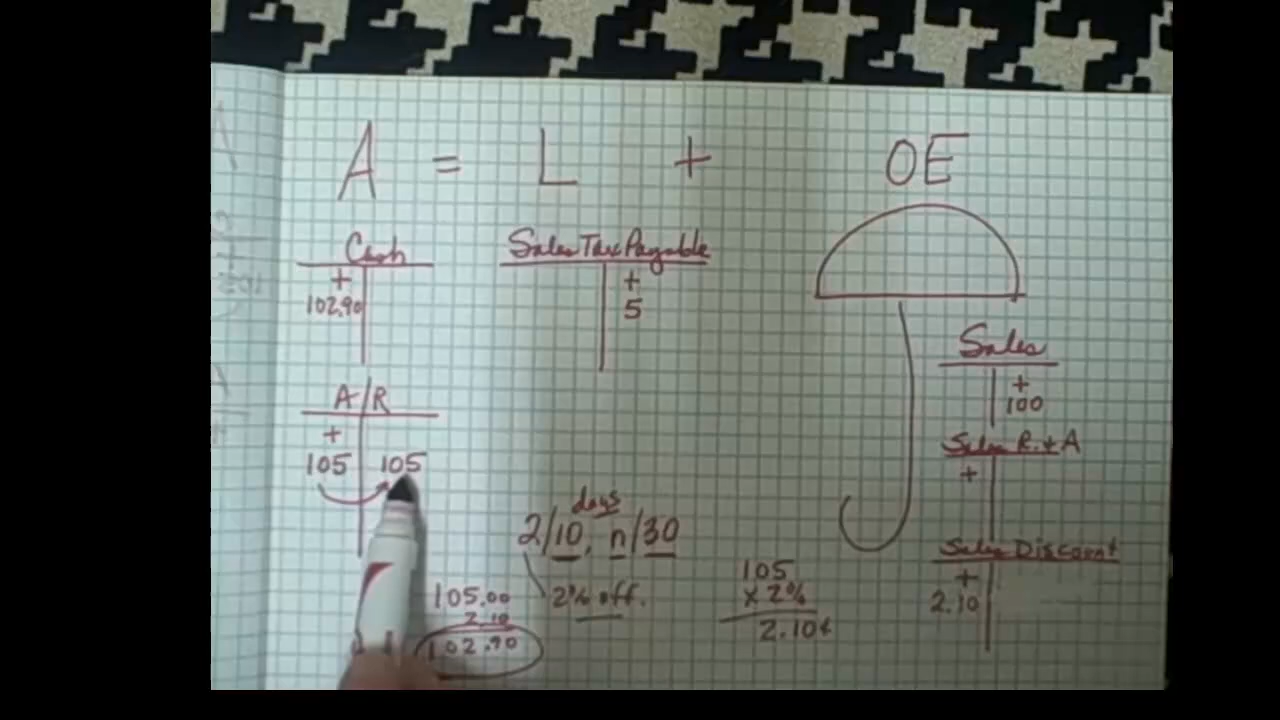 A = L + OE
Cash
+
102.90
Sales Tax Payable
+
5
A/R
+
105 105
Sales
+
100
Sales R. + A
+
Sales Discount
+
2.10
days
2/10, n/30
2% off.
105.00
2.10
102.90
105
x 2%
2.10¢